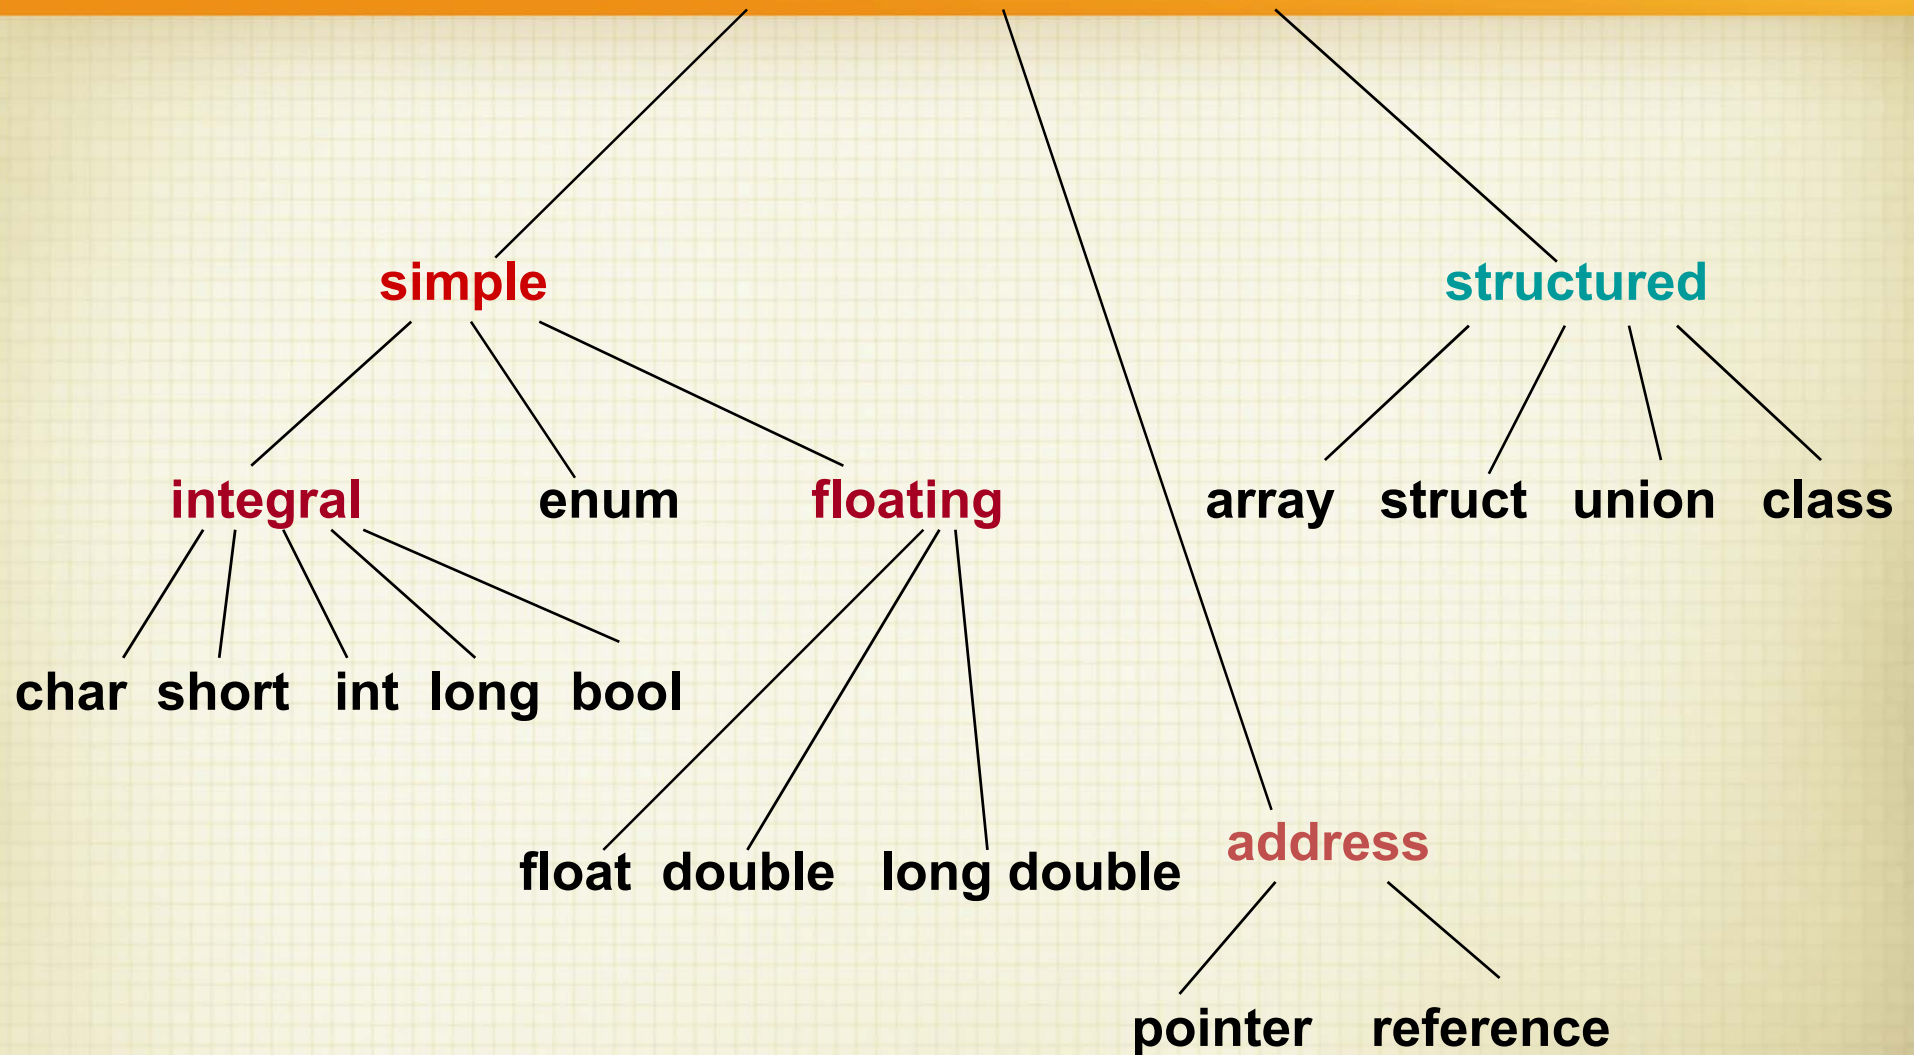 simple structured
integral enum floating array struct union class
char short int long bool
float double long double address
pointer reference